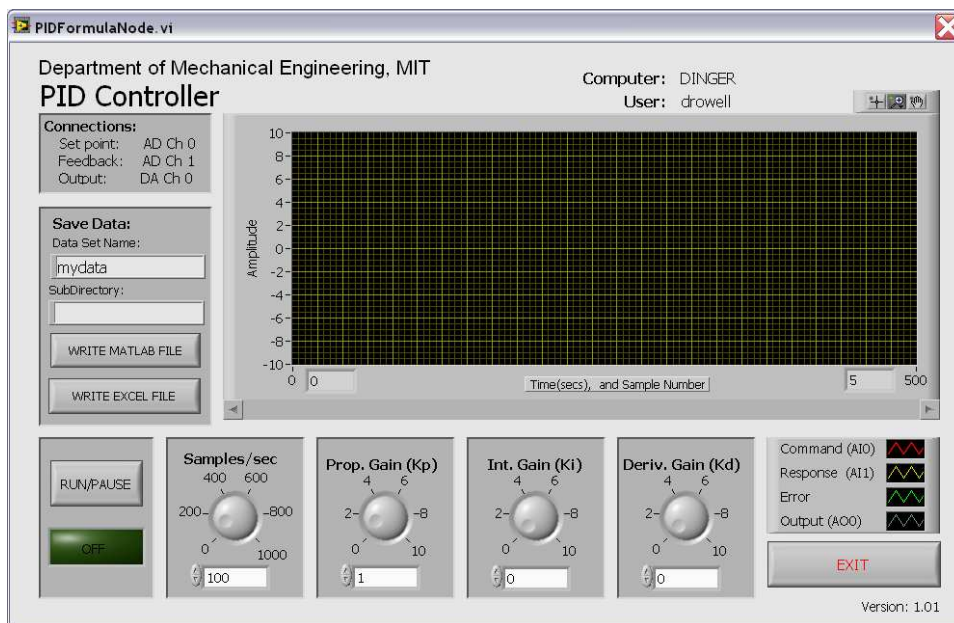 PIDFormulaNode.vi
Department of Mechanical Engineering, MIT
PID Controller
Computer: DINGER
User: drowell
Connections:
Set point: AD Ch 0
Feedback: AD Ch 1
Output: DA Ch 0
Save Data:
Data Set Name:
mydata
SubDirectory:
WRITE MATLAB FILE
WRITE EXCEL FILE
Amplitude
10
8
6
4
2
0
-2
-4
-6
-8
-10
0 0 Time(secs), and Sample Number 5 500
RUN/PAUSE
OFF
Samples/sec
400 600
200 800
0 1000
100
Prop. Gain (Kp)
4 6
2 8
0 10
1
Int. Gain (Ki)
4 6
2 8
0 10
0
Deriv. Gain (Kd)
4 6
2 8
0 10
0
Command (AI0)
Response (AI1)
Error
Output (AO0)
EXIT
Version: 1.01